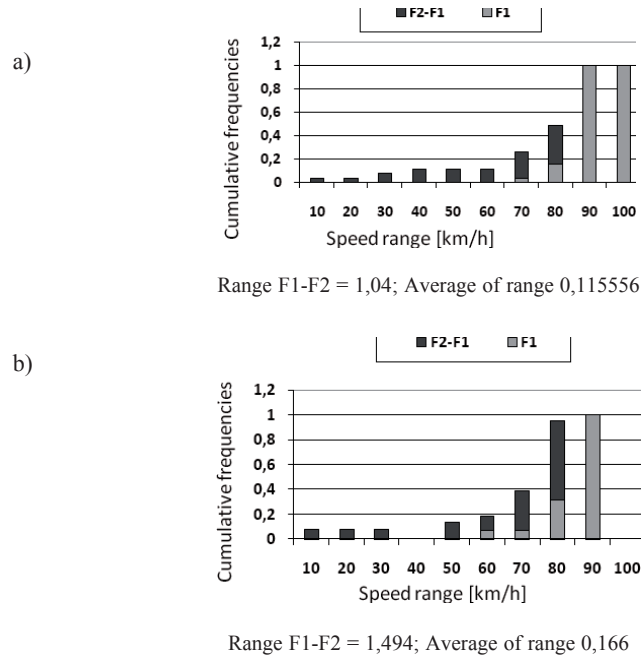 a)
F2-F1 F1
Cumulative frequencies
1,2
1
0,8
0,6
0,4
0,2
0
10 20 30 40 50 60 70 80 90 100
Speed range [km/h]
Range F1-F2 = 1,04; Average of range 0,115556
b)
F2-F1 F1
Cumulative frequencies
1,2
1
0,8
0,6
0,4
0,2
0
10 20 30 40 50 60 70 80 90 100
Speed range [km/h]
Range F1-F2 = 1,494; Average of range 0,166